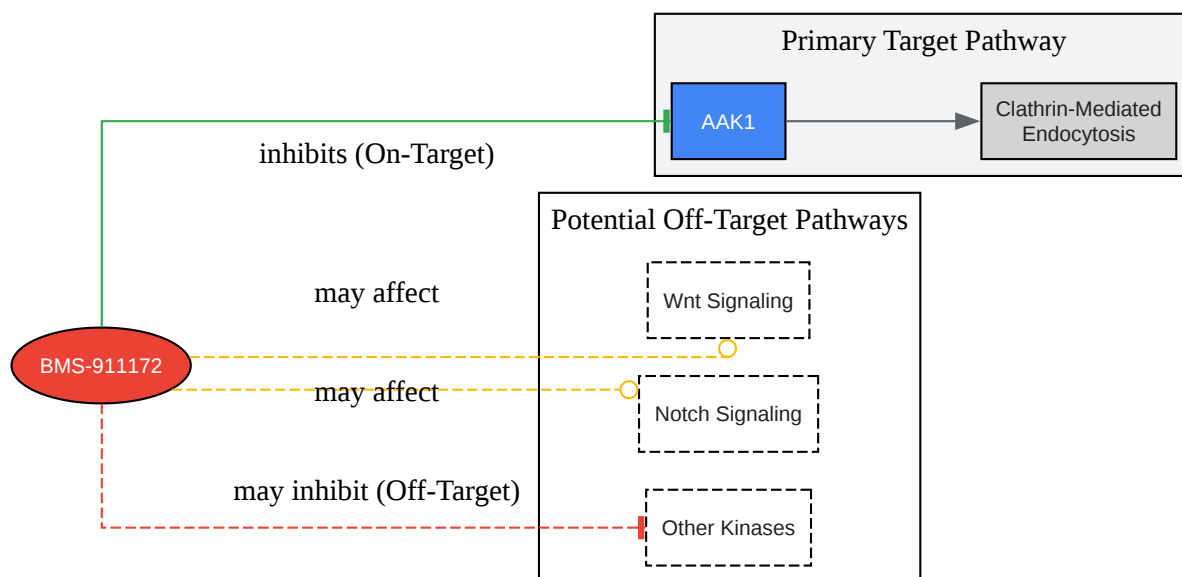 Primary Target Pathway
AAK1
Clathrin-Mediated
Endocytosis
inhibits (On-Target)
Potential Off-Target Pathways
may affect
Wnt Signaling
BMS-911172
may affect
Notch Signaling
may inhibit (Off-Target)
Other Kinases